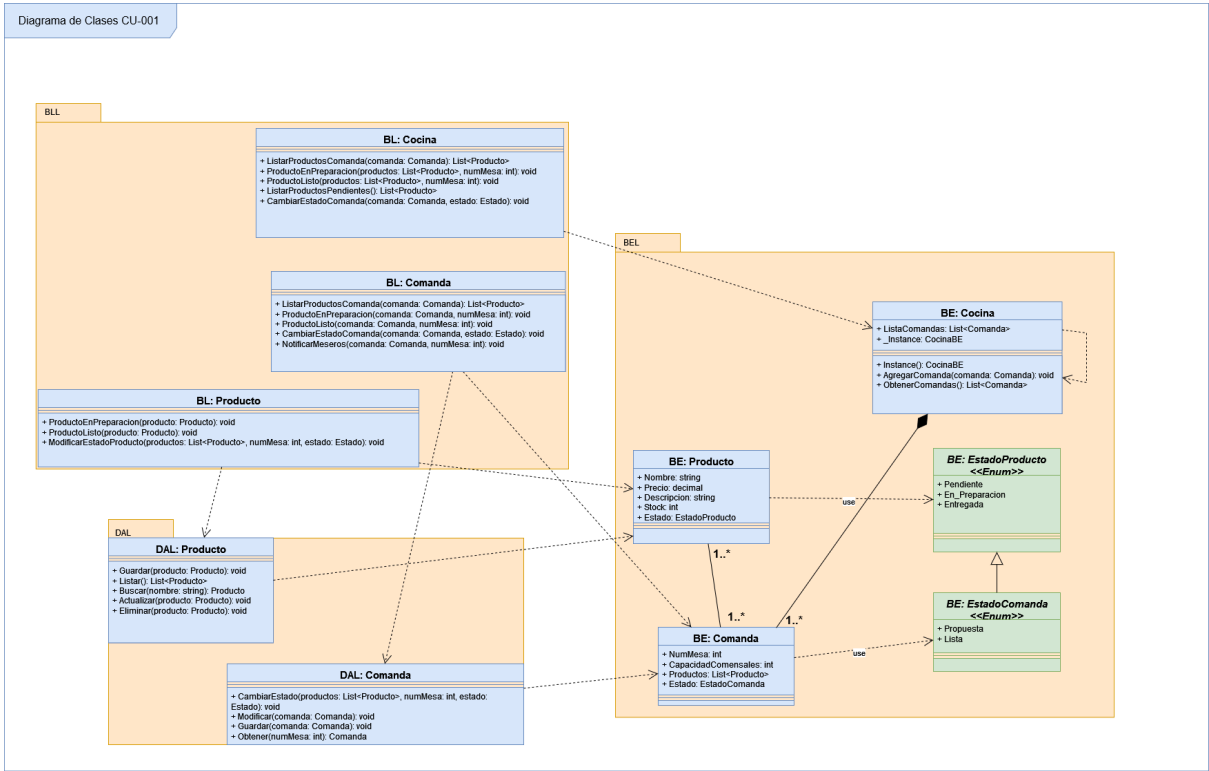 Diagrama de Clases CU-001
BLL
BL: Cocina
+ ListarProductosComanda(comanda: Comanda): List<Producto>
+ ProductoEnPreparacion(productos: List<Producto>, numMesa: int): void
+ ProductoListo(productos: List<Producto>, numMesa: int): void
+ ListarProductosPendientes(): List<Producto>
+ CambiarEstadoComanda(comanda: Comanda, estado: Estado): void
BL: Comanda
+ ListarProductosComanda(comanda: Comanda): List<Producto>
+ ProductoEnPreparacion(comanda: Comanda, numMesa: int): void
+ ProductoListo(comanda: Comanda, numMesa: int): void
+ CambiarEstadoComanda(comanda: Comanda, estado: Estado): void
+ NotificarMeseros(comanda: Comanda, numMesa: int): void
BL: Producto
+ ProductoEnPreparacion(producto: Producto): void
+ ProductoListo(producto: Producto): void
+ ModificarEstadoProducto(productos: List<Producto>, numMesa: int, estado: Estado): void
BEL
BE: Cocina
+ ListaComandas: List<Comanda>
+ _Instance: CocinaBE
+ Instance(): CocinaBE
+ AgregarComanda(comanda: Comanda): void
+ ObtenerComandas(): List<Comanda>
BE: Producto
+ Nombre: string
+ Precio: decimal
+ Descripcion: string
+ Stock: int
+ Estado: EstadoProducto
use
BE: EstadoProducto
<<Enum>>
+ Pendiente
+ En_Preparacion
+ Entregada
1..*
1..*
1..*
BE: Comanda
+ NumMesa: int
+ CapacidadComensales: int
+ Productos: List<Producto>
+ Estado: EstadoComanda
use
BE: EstadoComanda
<<Enum>>
+ Propuesta
+ Lista
DAL
DAL: Producto
+ Guardar(producto: Producto): void
+ Listar(): List<Producto>
+ Buscar(nombre: string): Producto
+ Actualizar(producto: Producto): void
+ Eliminar(producto: Producto): void
DAL: Comanda
+ CambiarEstado(productos: List<Producto>, numMesa: int, estado:
Estado): void
+ Modificar(comanda: Comanda): void
+ Guardar(comanda: Comanda): void
+ Obtener(numMesa: int): Comanda